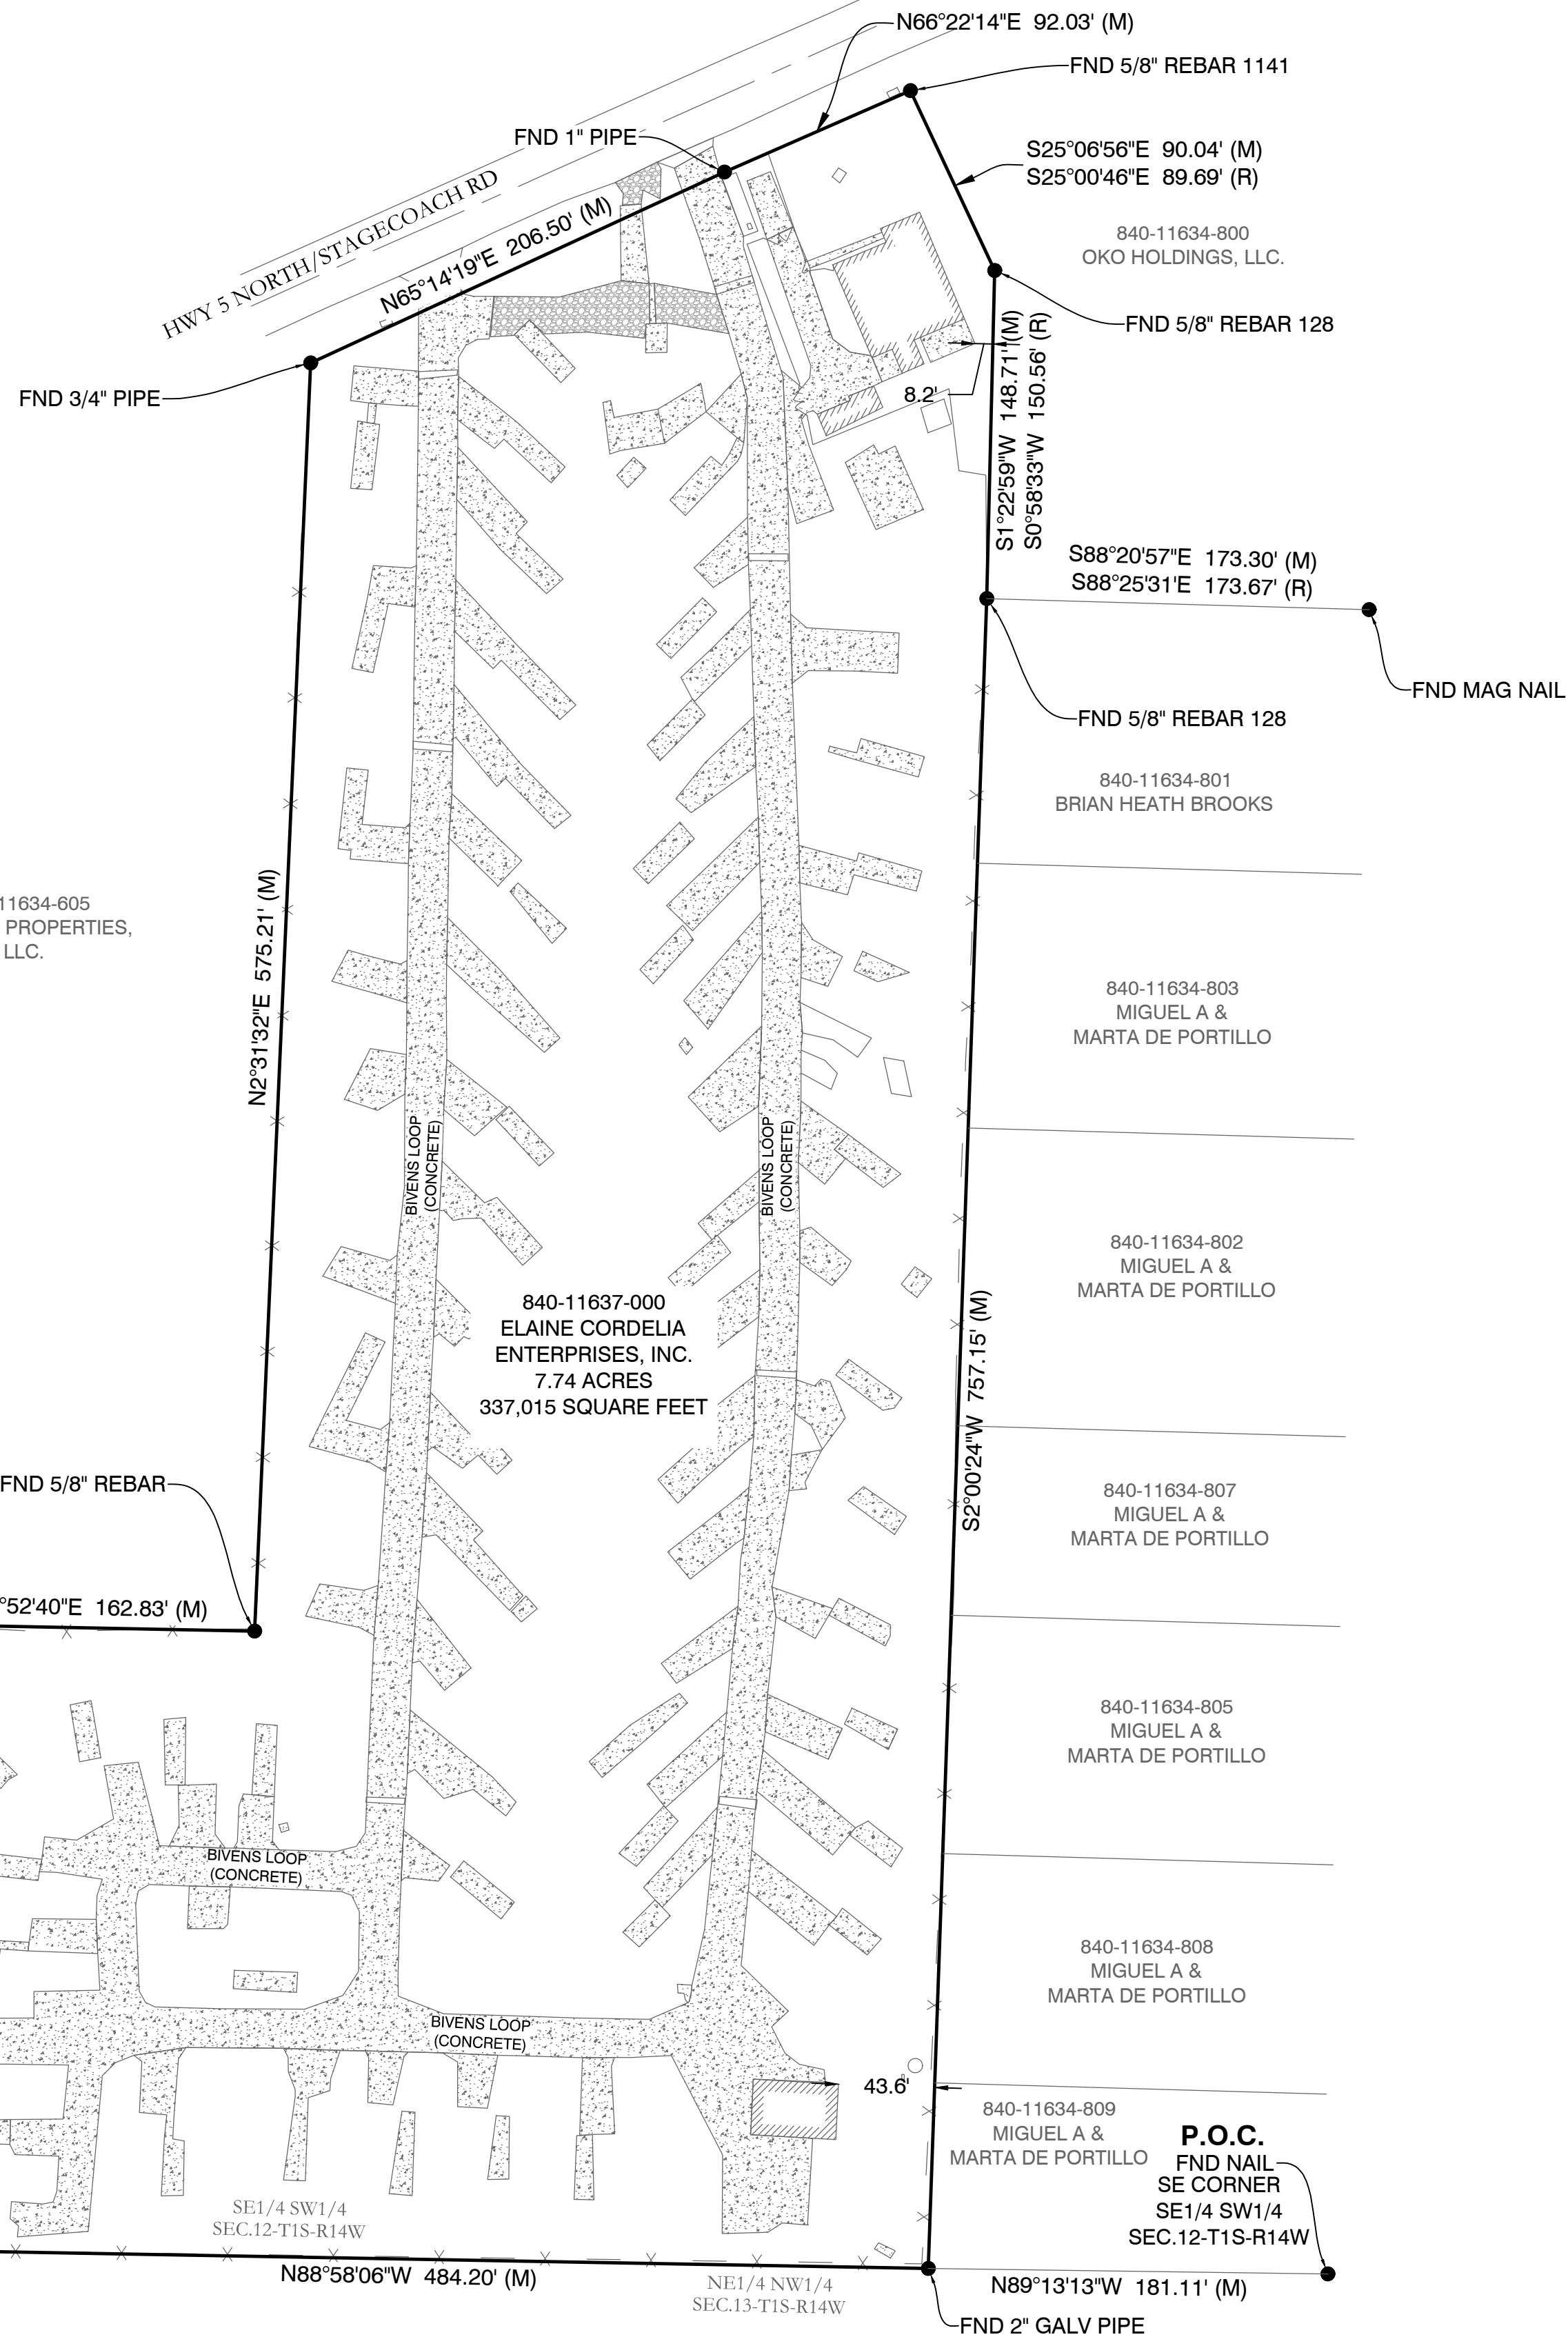 N66°22'14"E 92.03' (M)
FND 5/8" REBAR 1141
FND 1" PIPE
S25°06'56"E 90.04' (M)
S25°00'46"E 89.69' (R)
HWY 5 NORTH/STAGECOACH RD
N65°14'19"E 206.50' (M)
840-11634-800
OKO HOLDINGS, LLC.
FND 5/8" REBAR 128
FND 3/4" PIPE
8.2'
S1°22'59"W 148.71' (M)
S0°58'33"W 150.56' (R)
S88°20'57"E 173.30' (M)
S88°25'31'E 173.67' (R)
FND MAG NAIL
FND 5/8" REBAR 128
840-11634-801
BRIAN HEATH BROOKS
11634-605
PROPERTIES,
LLC.
N2°31'32"E 575.21' (M)
840-11634-803
MIGUEL A &
MARTA DE PORTILLO
BIVENS LOOP
(CONCRETE)
BIVENS LOOP
(CONCRETE)
840-11634-802
MIGUEL A &
MARTA DE PORTILLO
840-11637-000
ELAINE CORDELIA
ENTERPRISES, INC.
7.74 ACRES
337,015 SQUARE FEET
S2°00'24"W 757.15' (M)
FND 5/8" REBAR
840-11634-807
MIGUEL A &
MARTA DE PORTILLO
°52'40"E 162.83' (M)
840-11634-805
MIGUEL A &
MARTA DE PORTILLO
BIVENS LOOP
(CONCRETE)
840-11634-808
MIGUEL A &
MARTA DE PORTILLO
BIVENS LOOP
(CONCRETE)
43.6'
840-11634-809
MIGUEL A &
MARTA DE PORTILLO
P.O.C.
FND NAIL
SE CORNER
SE1/4 SW1/4
SEC.12-T1S-R14W
SE1/4 SW1/4
SEC.12-T1S-R14W
N88°58'06"W 484.20' (M)
NE1/4 NW1/4
SEC.13-T1S-R14W
N89°13'13"W 181.11' (M)
FND 2" GALV PIPE